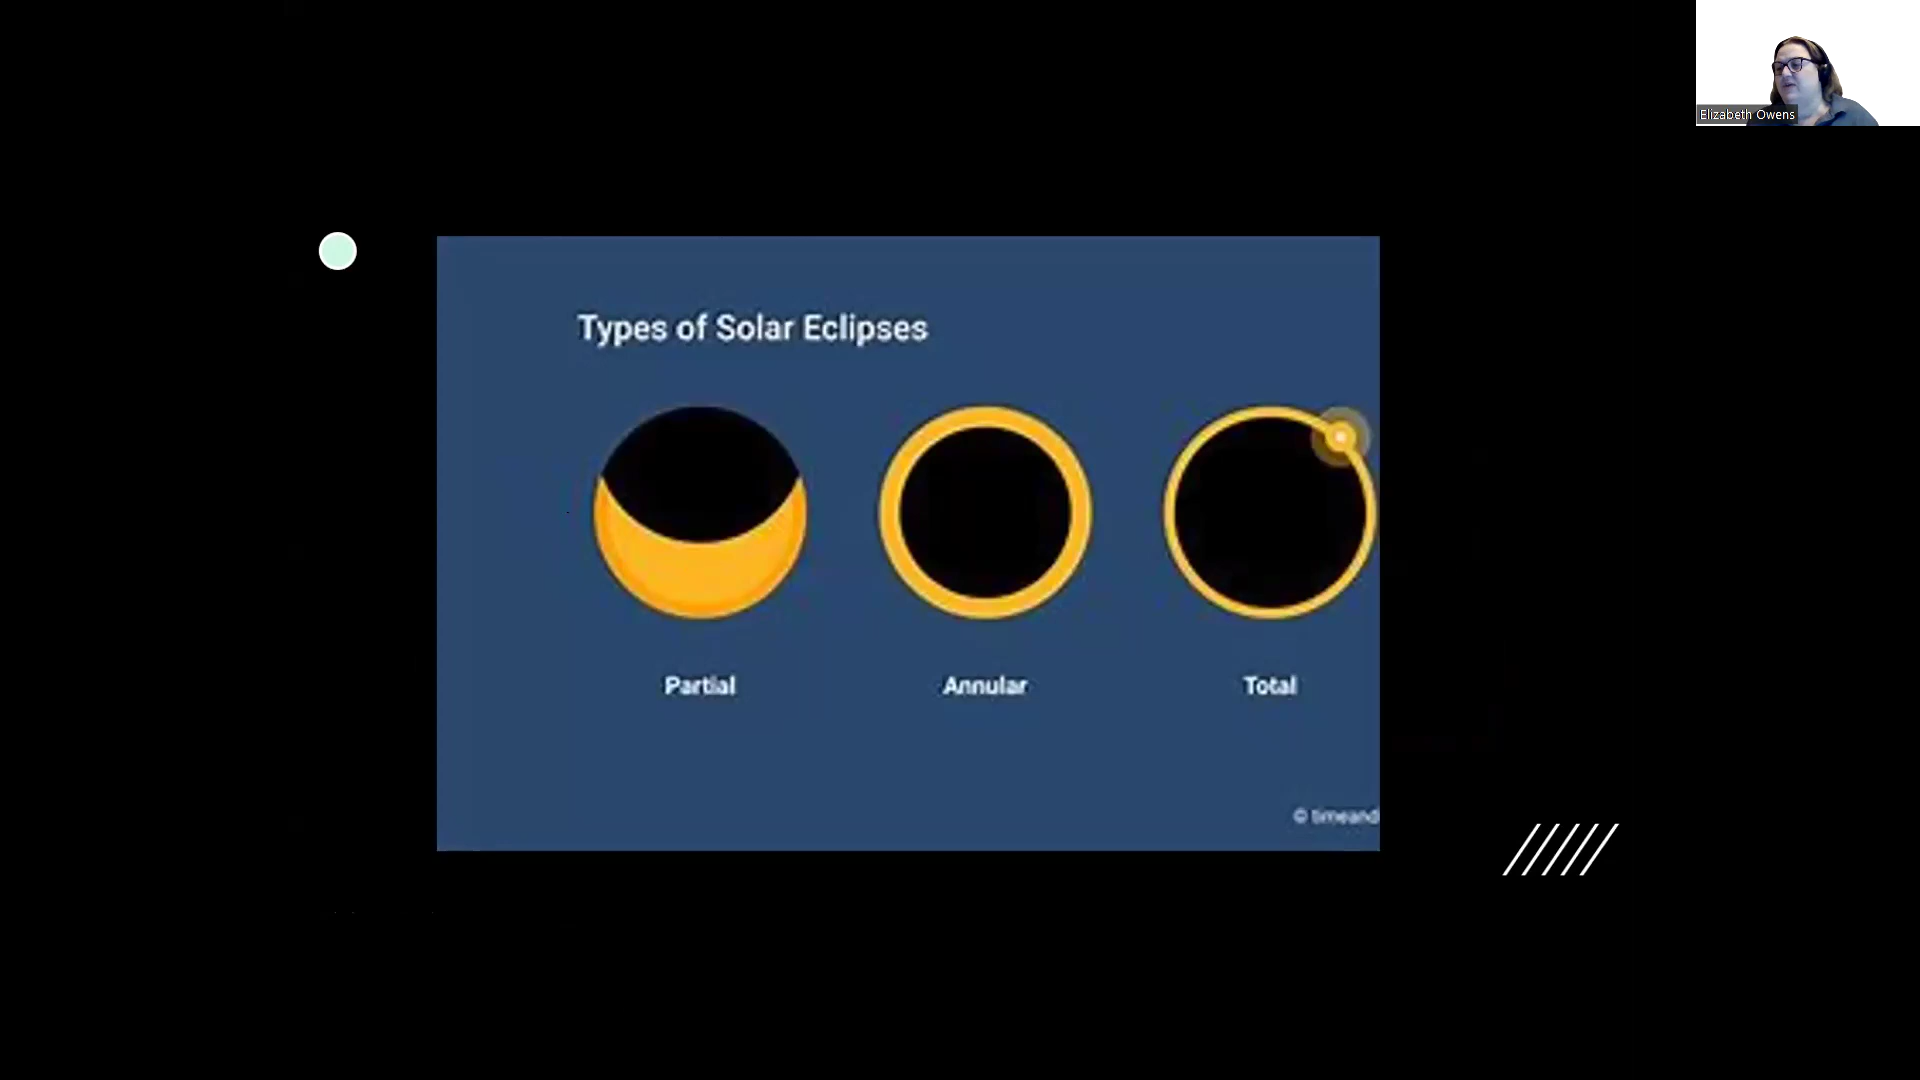 Elizabeth Owens
Types of Solar Eclipses
Partial
Annular
Total
© timeand